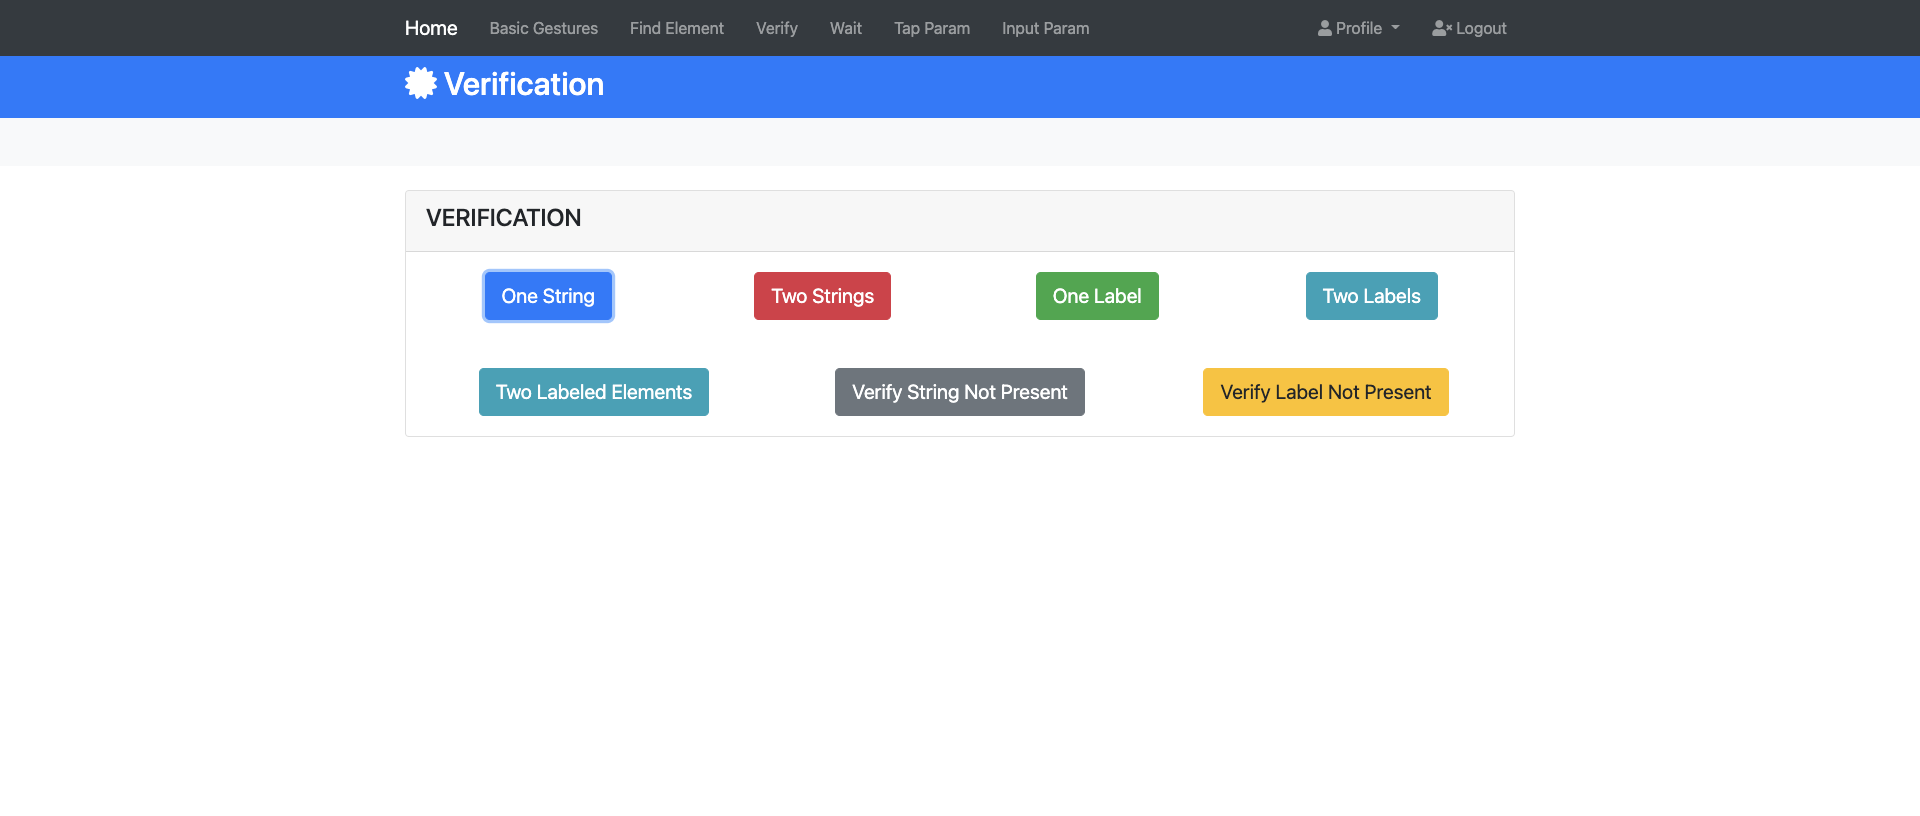 Home Basic Gestures Find Element Verify Wait Tap Param Input Param Profile Logout
Verification
VERIFICATION
One String Two Strings One Label Two Labels
Two Labeled Elements Verify String Not Present Verify Label Not Present